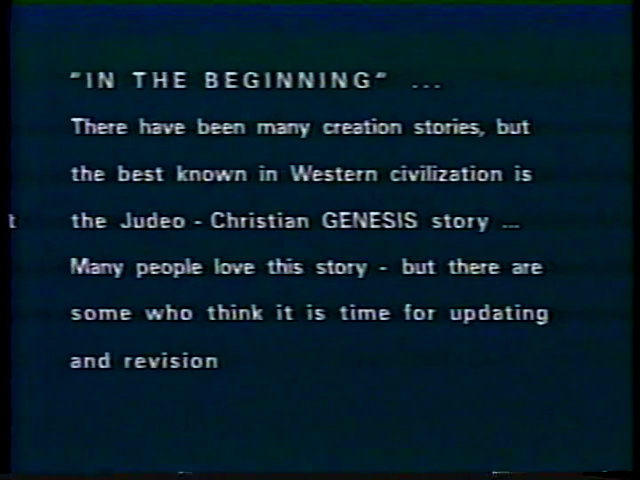 "IN THE BEGINNING" ...
There have been many creation stories, but
the best known in Western civilization is
t the Judeo - Christian GENESIS story ...
Many people love this story - but there are
some who think it is time for updating
and revision